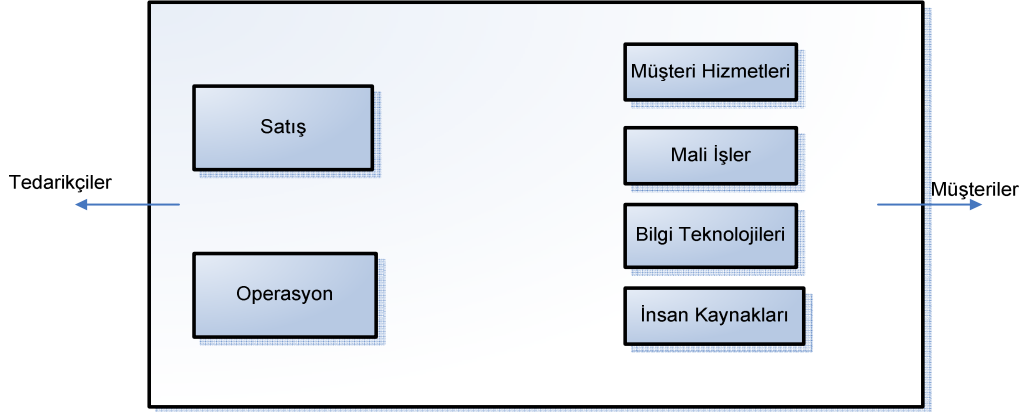 Müşteri Hizmetleri
Satış
Mali İşler
Tedarikçiler
Müşteriler
Bilgi Teknolojileri
Operasyon
İnsan Kaynakları